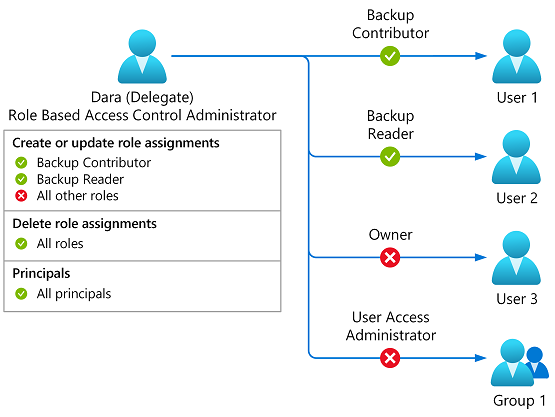 Dara (Delegate)
Role Based Access Control Administrator
Create or update role assignments
Backup Contributor
Backup Reader
All other roles
Delete role assignments
All roles
Principals
All principals
Backup
Contributor
User 1
Backup
Reader
User 2
Owner
User 3
User Access
Administrator
Group 1